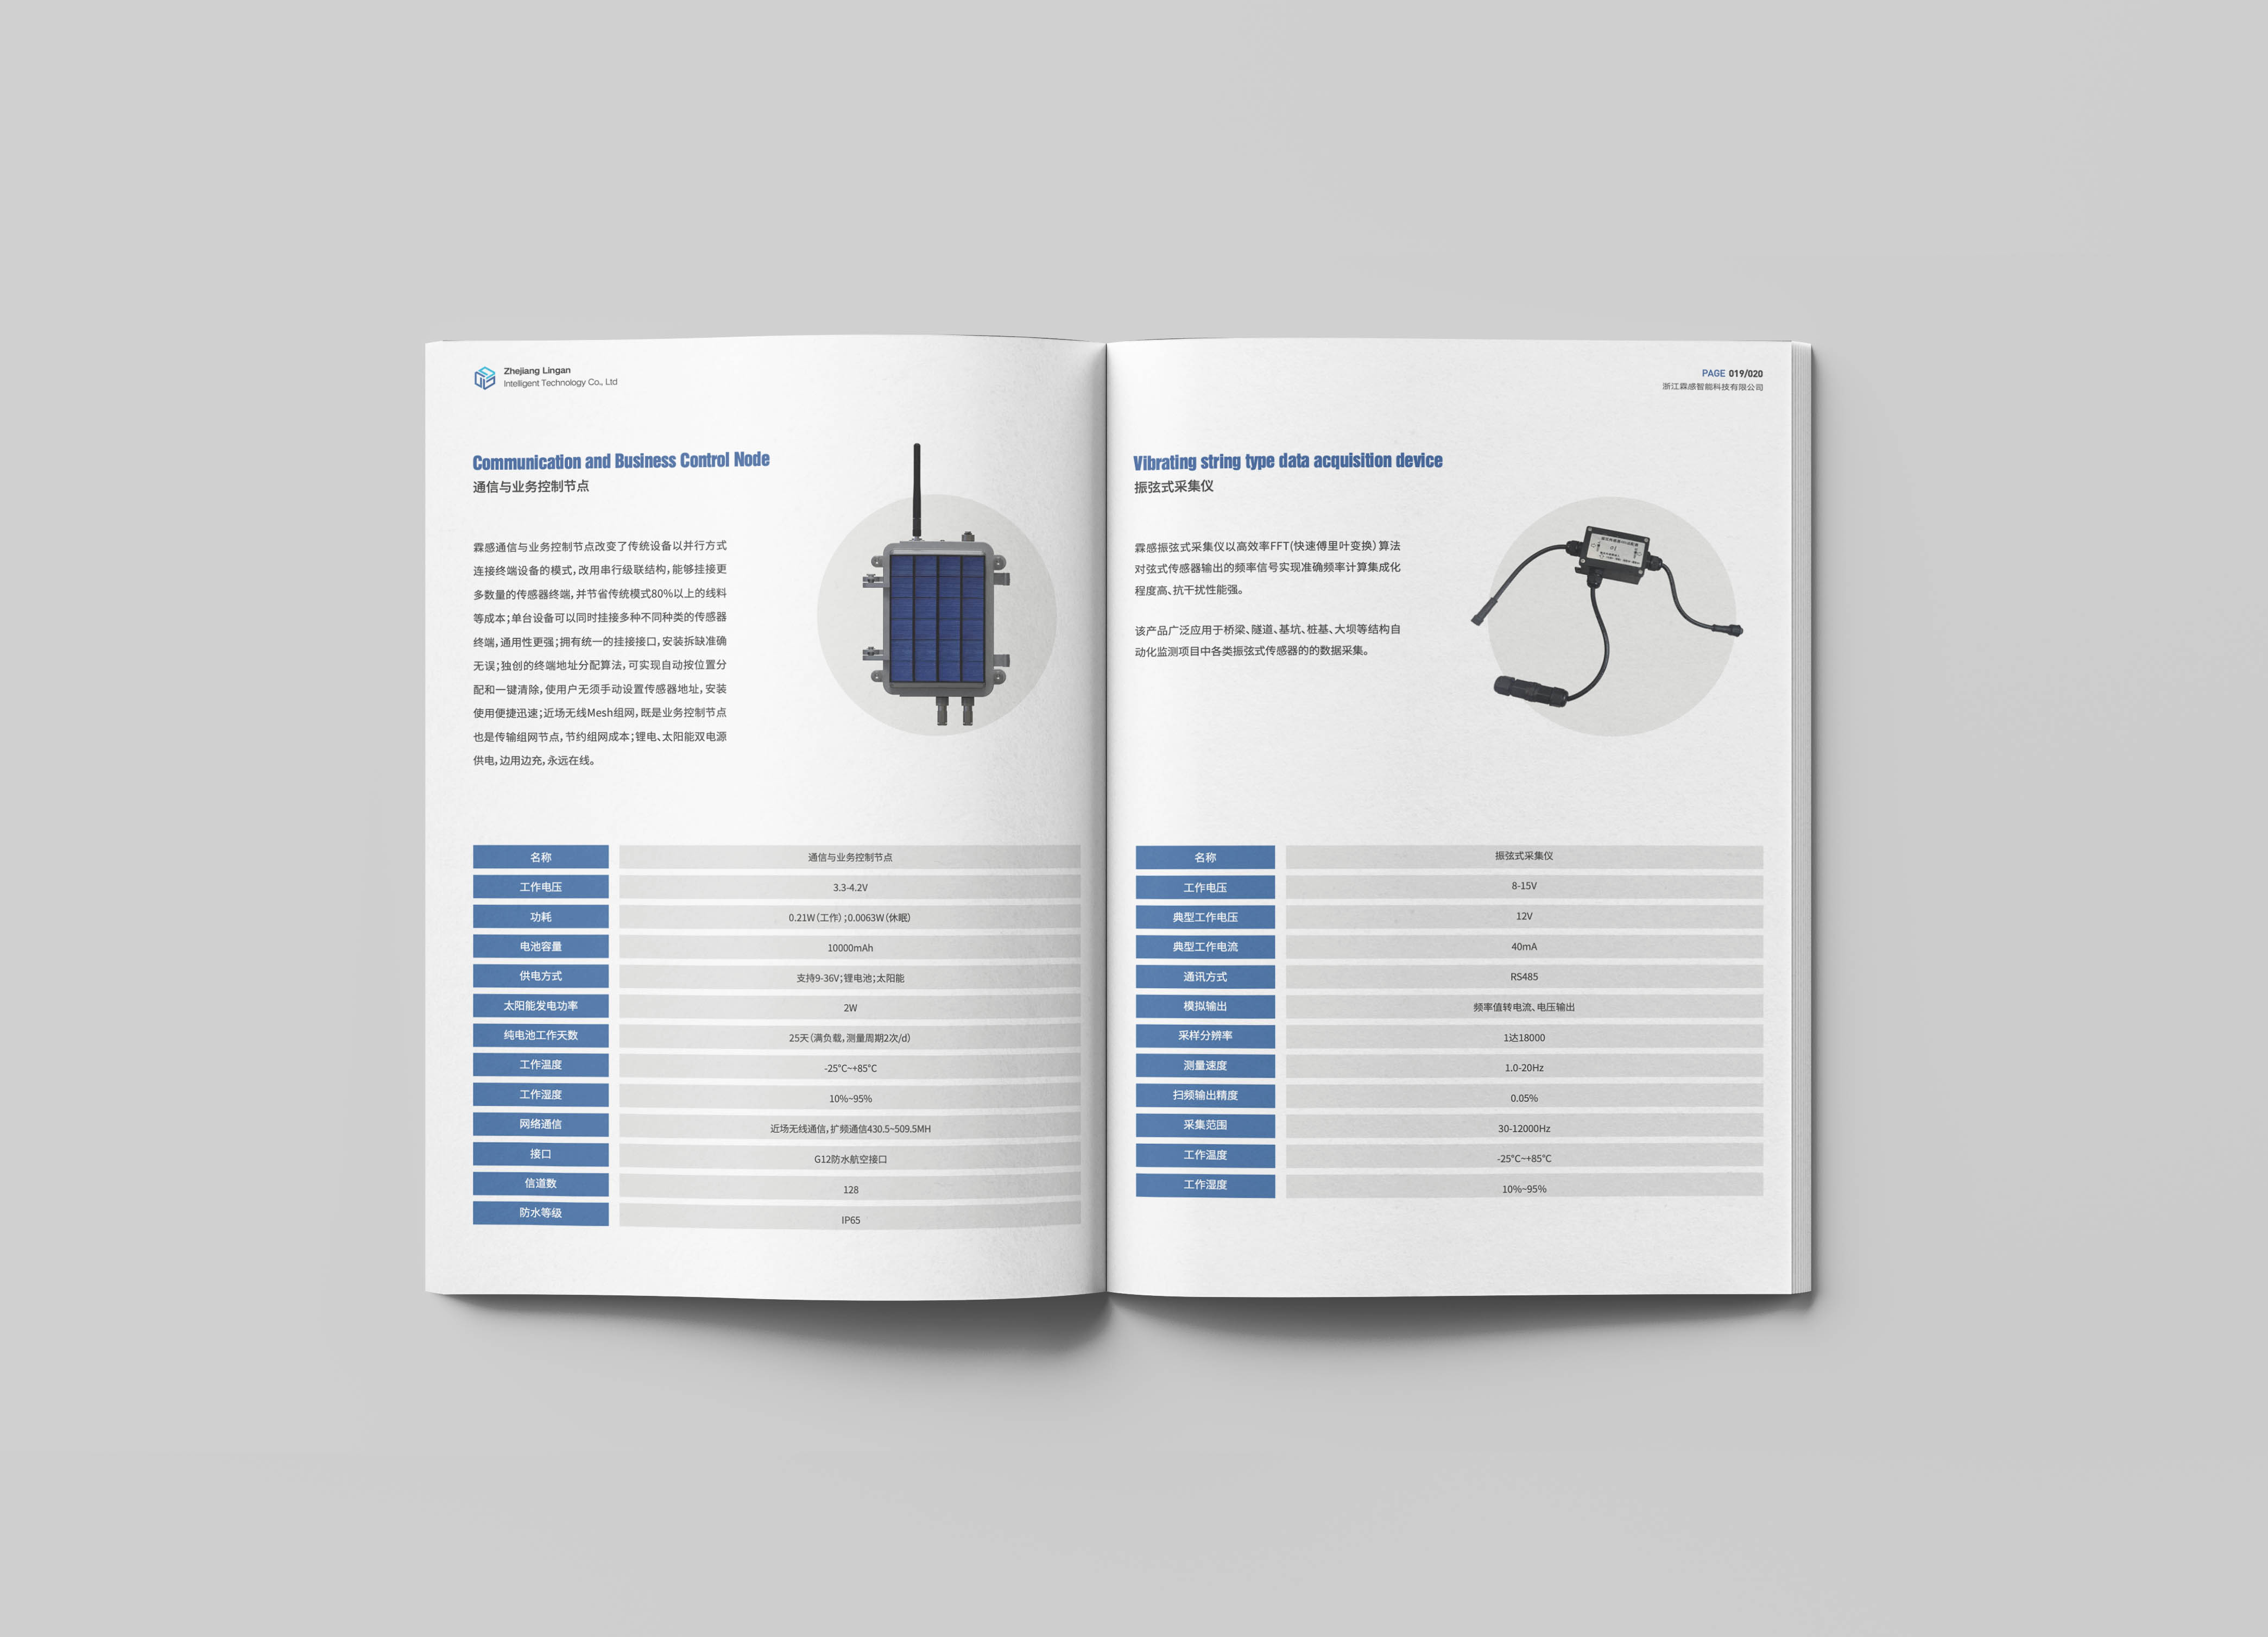 Zhejiang Lingan
Intelligent Technology Co., Ltd
Communication and Business Control Node
通信与业务控制节点
霖感通信与业务控制节点改变了传统设备以并行方式
连接终端设备的模式，改用串行级联结构，能够挂接更
多数量的传感器终端，并节省传统模式80%以上的线料
等成本；单台设备可以同时挂接多种不同种类的传感器
终端，通用性更强；拥有统一的挂接接口，安装拆缺准确
无误；独创的终端地址分配算法，可实现自动按位置分
配和一键清除，使用户无须手动设置传感器地址，安装
使用便捷迅速；近场无线Mesh组网，既是业务控制节点
也是传输组网节点，节约组网成本；锂电、太阳能双电源
供电，边用边充，永远在线。
名称 通信与业务控制节点
工作电压 3.3-4.2V
功耗 0.21W（工作）；0.0063W（休眠）
电池容量 10000mAh
供电方式 支持9-36V；锂电池；太阳能
太阳能发电功率 2W
纯电池工作天数 25天（满负载，测量周期2次/d）
工作温度 -25°C~+85°C
工作湿度 10%~95%
网络通信 近场无线通信，扩频通信430.5~509.5MH
接口 G12防水航空接口
信道数 128
防水等级 IP65
PAGE 019/020
浙江霖感智能科技有限公司
Vibrating string type data acquisition device
振弦式采集仪
霖感振弦式采集仪以高效率FFT(快速傅里叶变换）算法
对弦式传感器输出的频率信号实现准确频率计算集成化
程度高、抗干扰性能强。
该产品广泛应用于桥梁、隧道、基坑、桩基、大坝等结构自
动化监测项目中各类振弦式传感器的的数据采集。
名称 振弦式采集仪
工作电压 8-15V
典型工作电压 12V
典型工作电流 40mA
通讯方式 RS485
模拟输出 频率值转电流、电压输出
采样分辨率 1达18000
测量速度 1.0-20Hz
扫频输出精度 0.05%
采集范围 30-12000Hz
工作温度 -25°C~+85°C
工作湿度 10%~95%